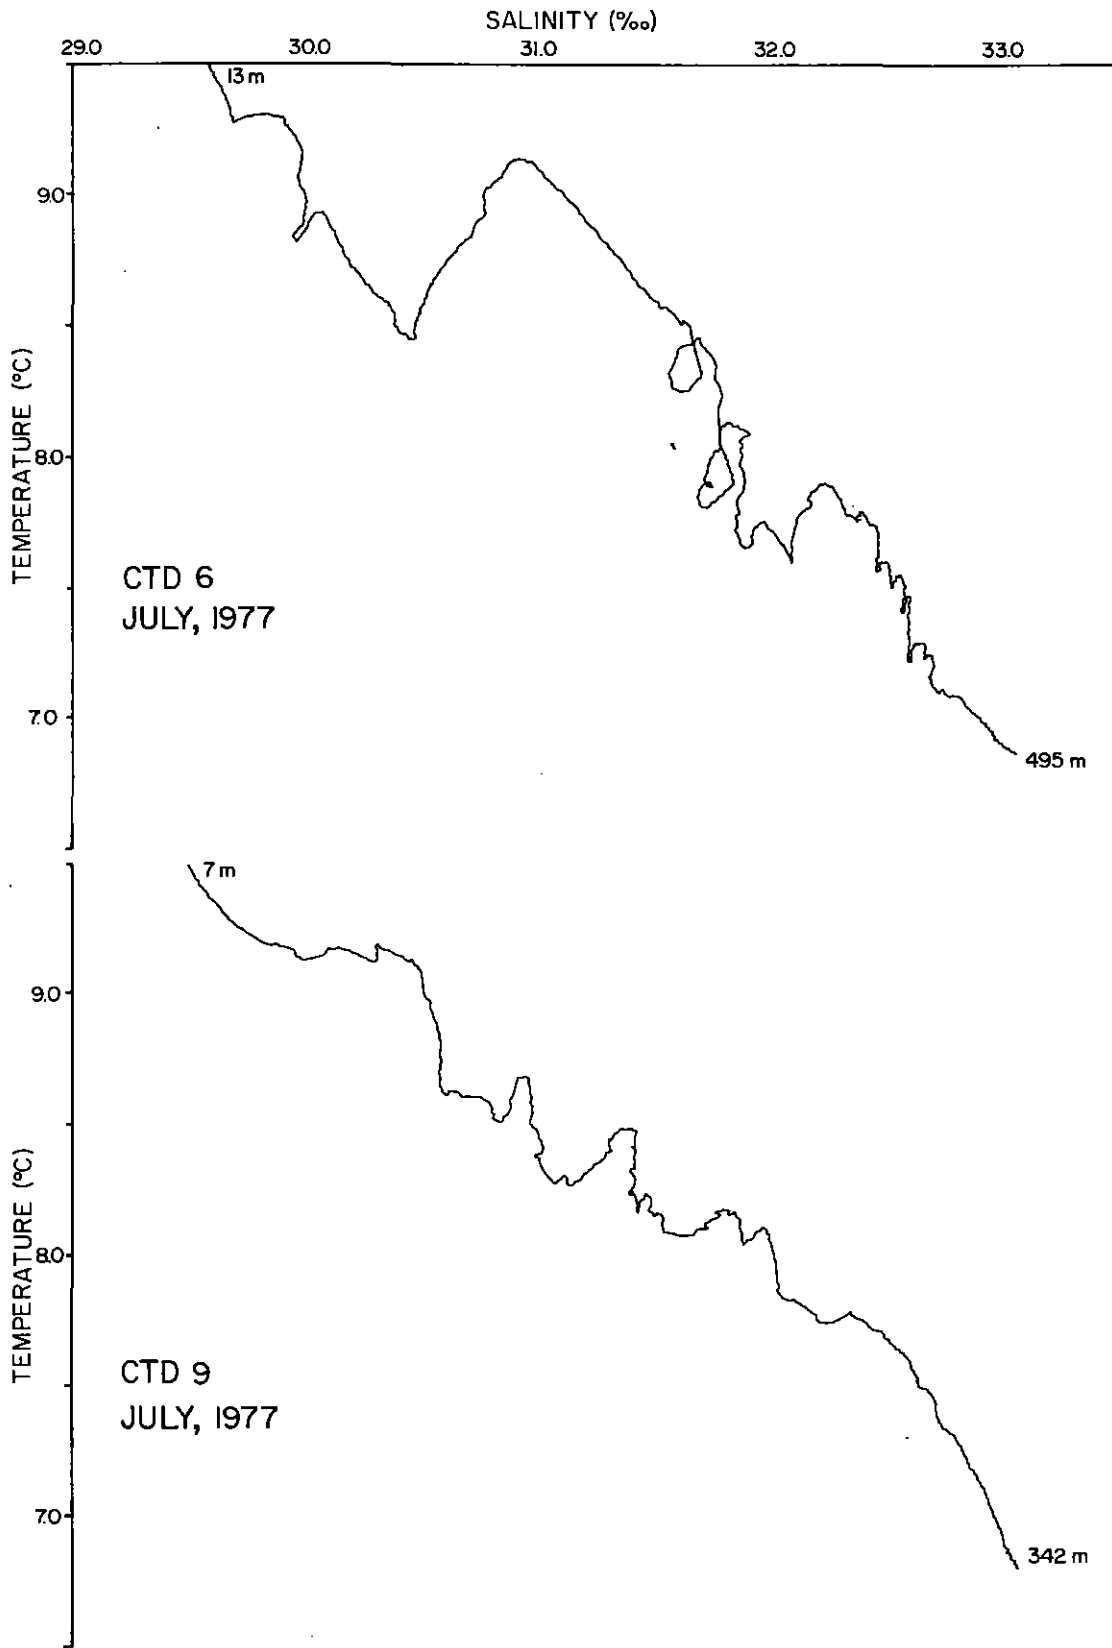 SALINITY (‰)
29.0 30.0 31.0 32.0 33.0
13 m
9.0
8.0
7.0
TEMPERATURE (°C)
CTD 6
JULY, 1977
495 m
7 m
9.0
8.0
7.0
TEMPERATURE (°C)
CTD 9
JULY, 1977
342 m